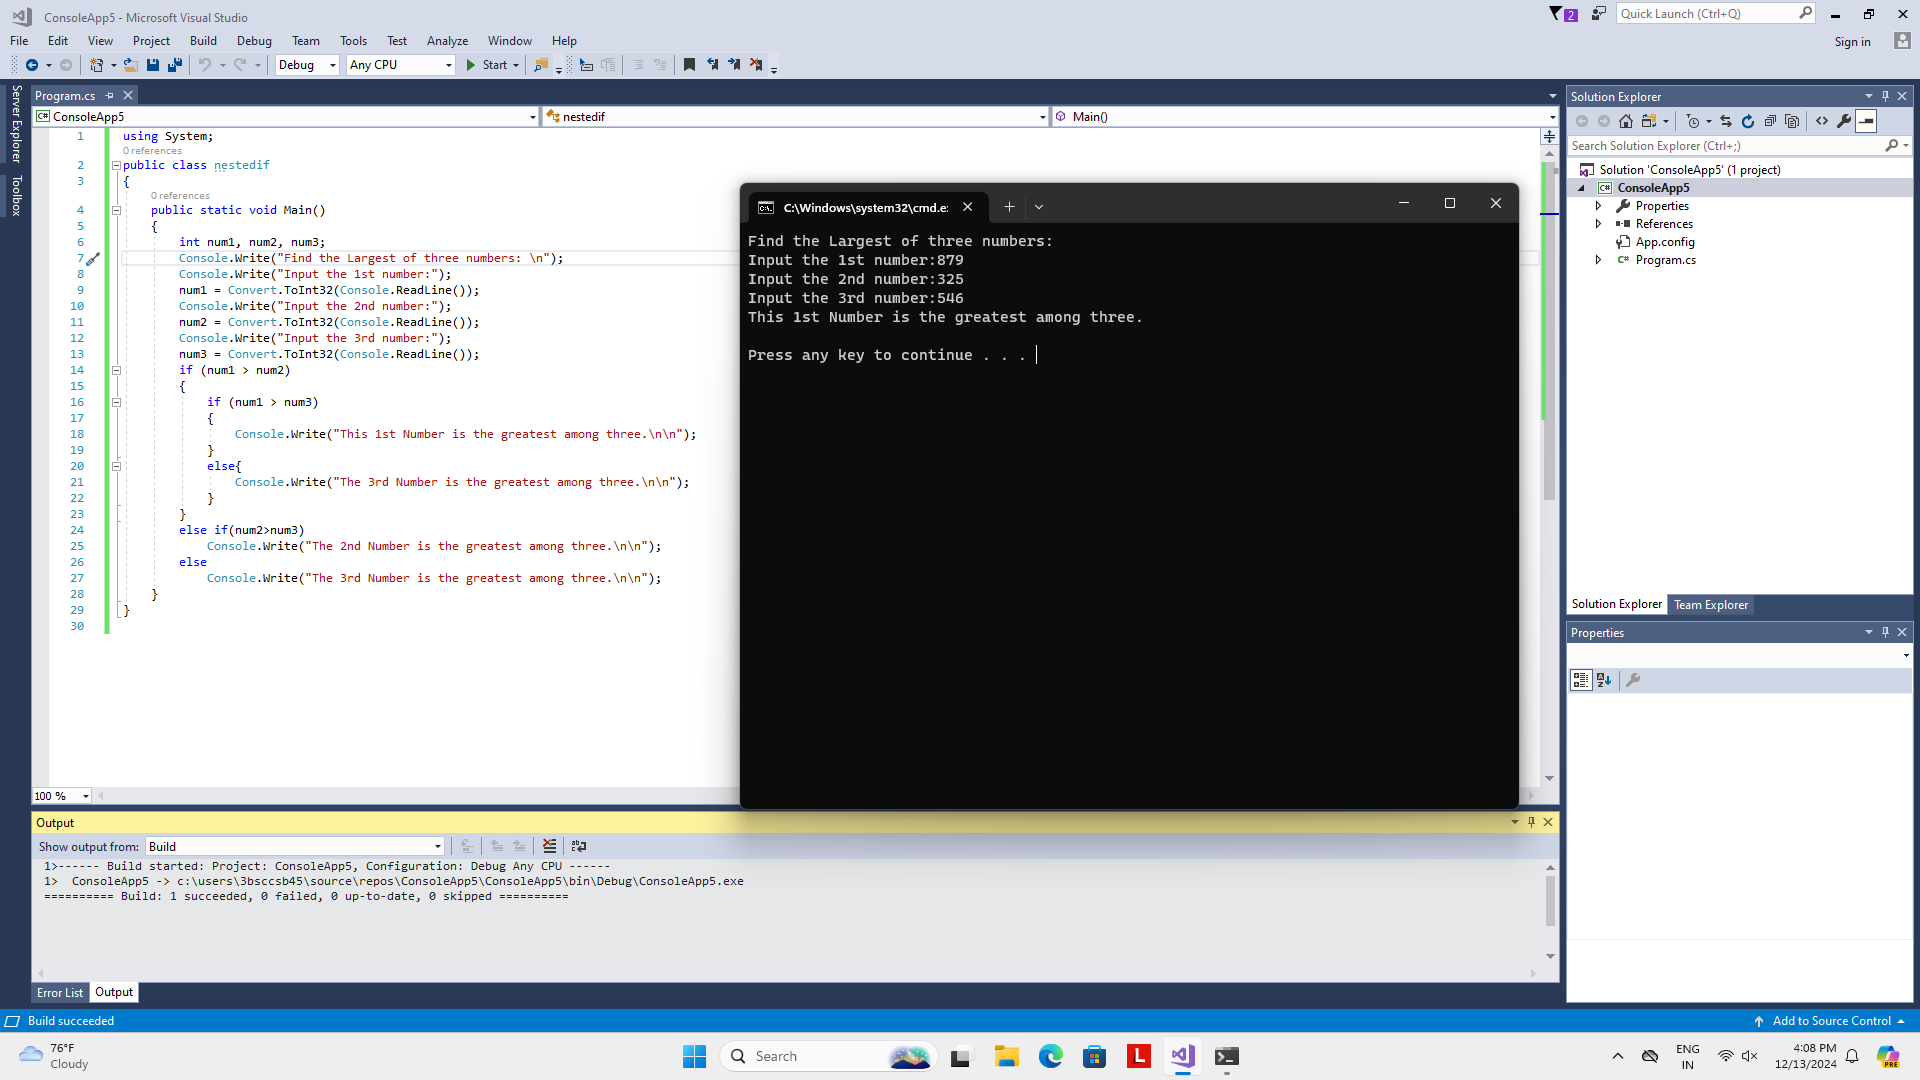 ConsoleApp5 - Microsoft Visual Studio
2
Quick Launch (Ctrl+Q)
File Edit View Project Build Debug Team Tools Test Analyze Window Help
Sign in
Debug Any CPU Start
Server Explorer
Toolbox
Program.cs
ConsoleApp5 nestedif Main()
1 using System;
0 references
2 public class nestedif
3 {
0 references
4 public static void Main()
5 {
6 int num1, num2, num3;
7 Console.Write("Find the Largest of three numbers: \n");
8 Console.Write("Input the 1st number:");
9 num1 = Convert.ToInt32(Console.ReadLine());
10 Console.Write("Input the 2nd number:");
11 num2 = Convert.ToInt32(Console.ReadLine());
12 Console.Write("Input the 3rd number:");
13 num3 = Convert.ToInt32(Console.ReadLine());
14 if (num1 > num2)
15 {
16 if (num1 > num3)
17 {
18 Console.Write("This 1st Number is the greatest among three.\n\n");
19 }
20 else{
21 Console.Write("The 3rd Number is the greatest among three.\n\n");
22 }
23 }
24 else if(num2>num3)
25 Console.Write("The 2nd Number is the greatest among three.\n\n");
26 else
27 Console.Write("The 3rd Number is the greatest among three.\n\n");
28 }
29 }
30
100 %
C:\Windows\system32\cmd.e:
Find the Largest of three numbers:
Input the 1st number:879
Input the 2nd number:325
Input the 3rd number:546
This 1st Number is the greatest among three.
Press any key to continue . . .
Solution Explorer
Search Solution Explorer (Ctrl+;)
Solution 'ConsoleApp5' (1 project)
C# ConsoleApp5
Properties
References
App.config
C# Program.cs
Solution Explorer Team Explorer
Properties
Output
Show output from: Build
1>------ Build started: Project: ConsoleApp5, Configuration: Debug Any CPU ------
1> ConsoleApp5 -> c:\users\3bsccsb45\source\repos\ConsoleApp5\ConsoleApp5\bin\Debug\ConsoleApp5.exe
========== Build: 1 succeeded, 0 failed, 0 up-to-date, 0 skipped ==========
Error List Output
Build succeeded
Add to Source Control
76°F
Cloudy
Search
L
ENG
IN
4:08 PM
12/13/2024
PRE